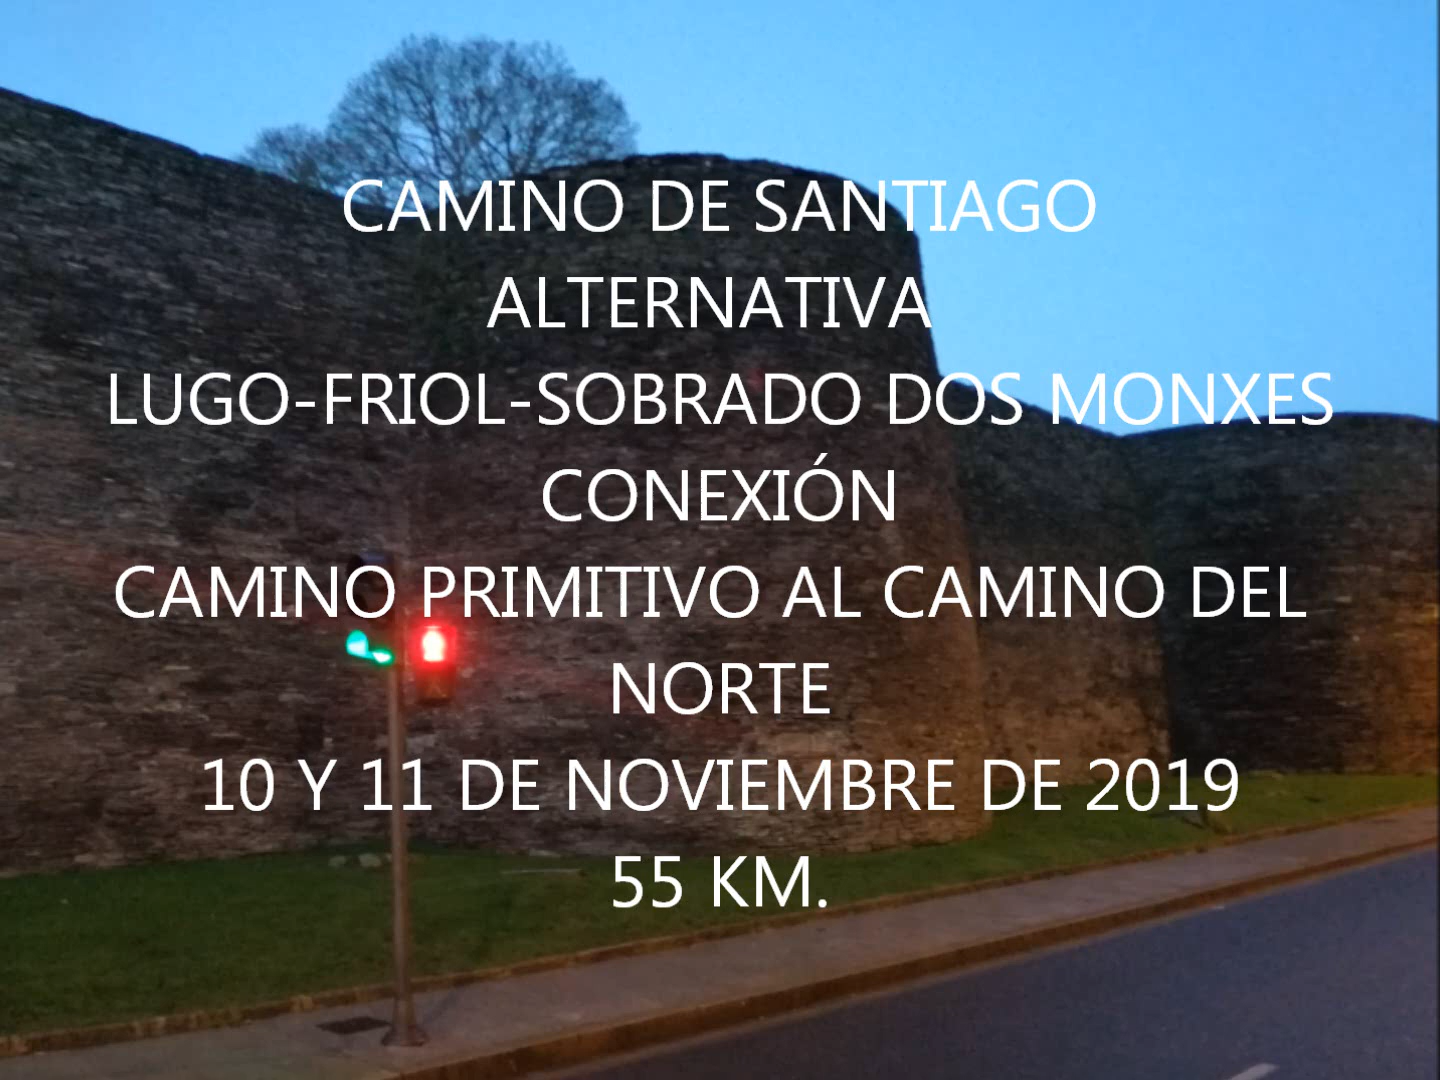 CAMINO DE SANTIAGO
ALTERNATIVA
LUGO-FRIOL-SOBRADO DOS MONXES
CONEXIÓN
CAMINO PRIMITIVO AL CAMINO DEL
NORTE
10 Y 11 DE NOVIEMBRE DE 2019
55 KM.